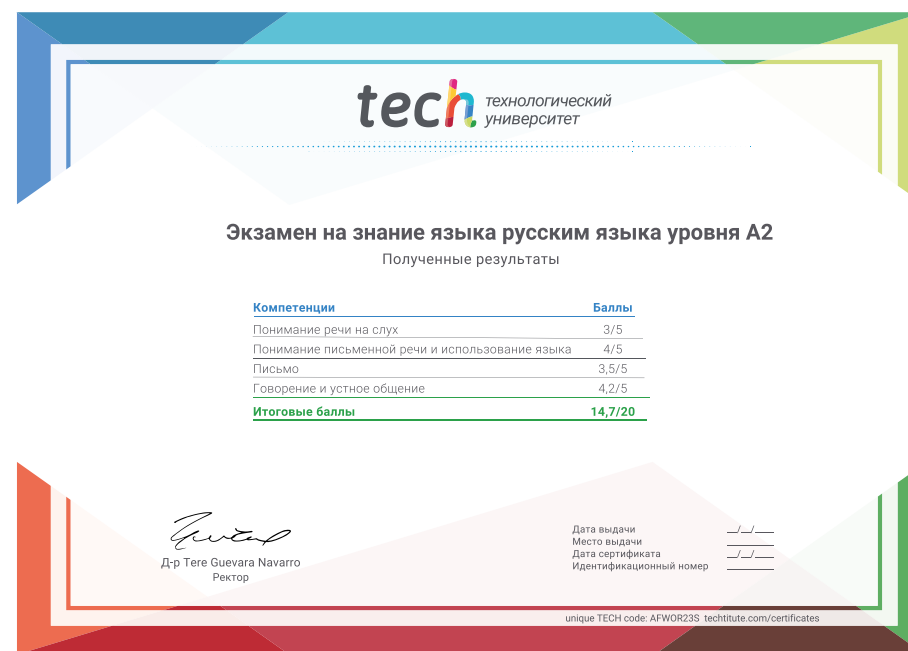 tech технологический
университет
Экзамен на знание языка русским языка уровня А2
Полученные результаты
Компетенции Баллы
Понимание речи на слух 3/5
Понимание письменной речи и использование языка 4/5
Письмо 3,5/5
Говорение и устное общение 4,2/5
Итоговые баллы 14,7/20
Д-р Tere Guevara Navarro
Ректор
Дата выдачи __/__/____
Место выдачи ________
Дата сертификата __/__/____
Идентификационный номер ________
unique TECH code: AFWOR23S techtitute.com/certificates